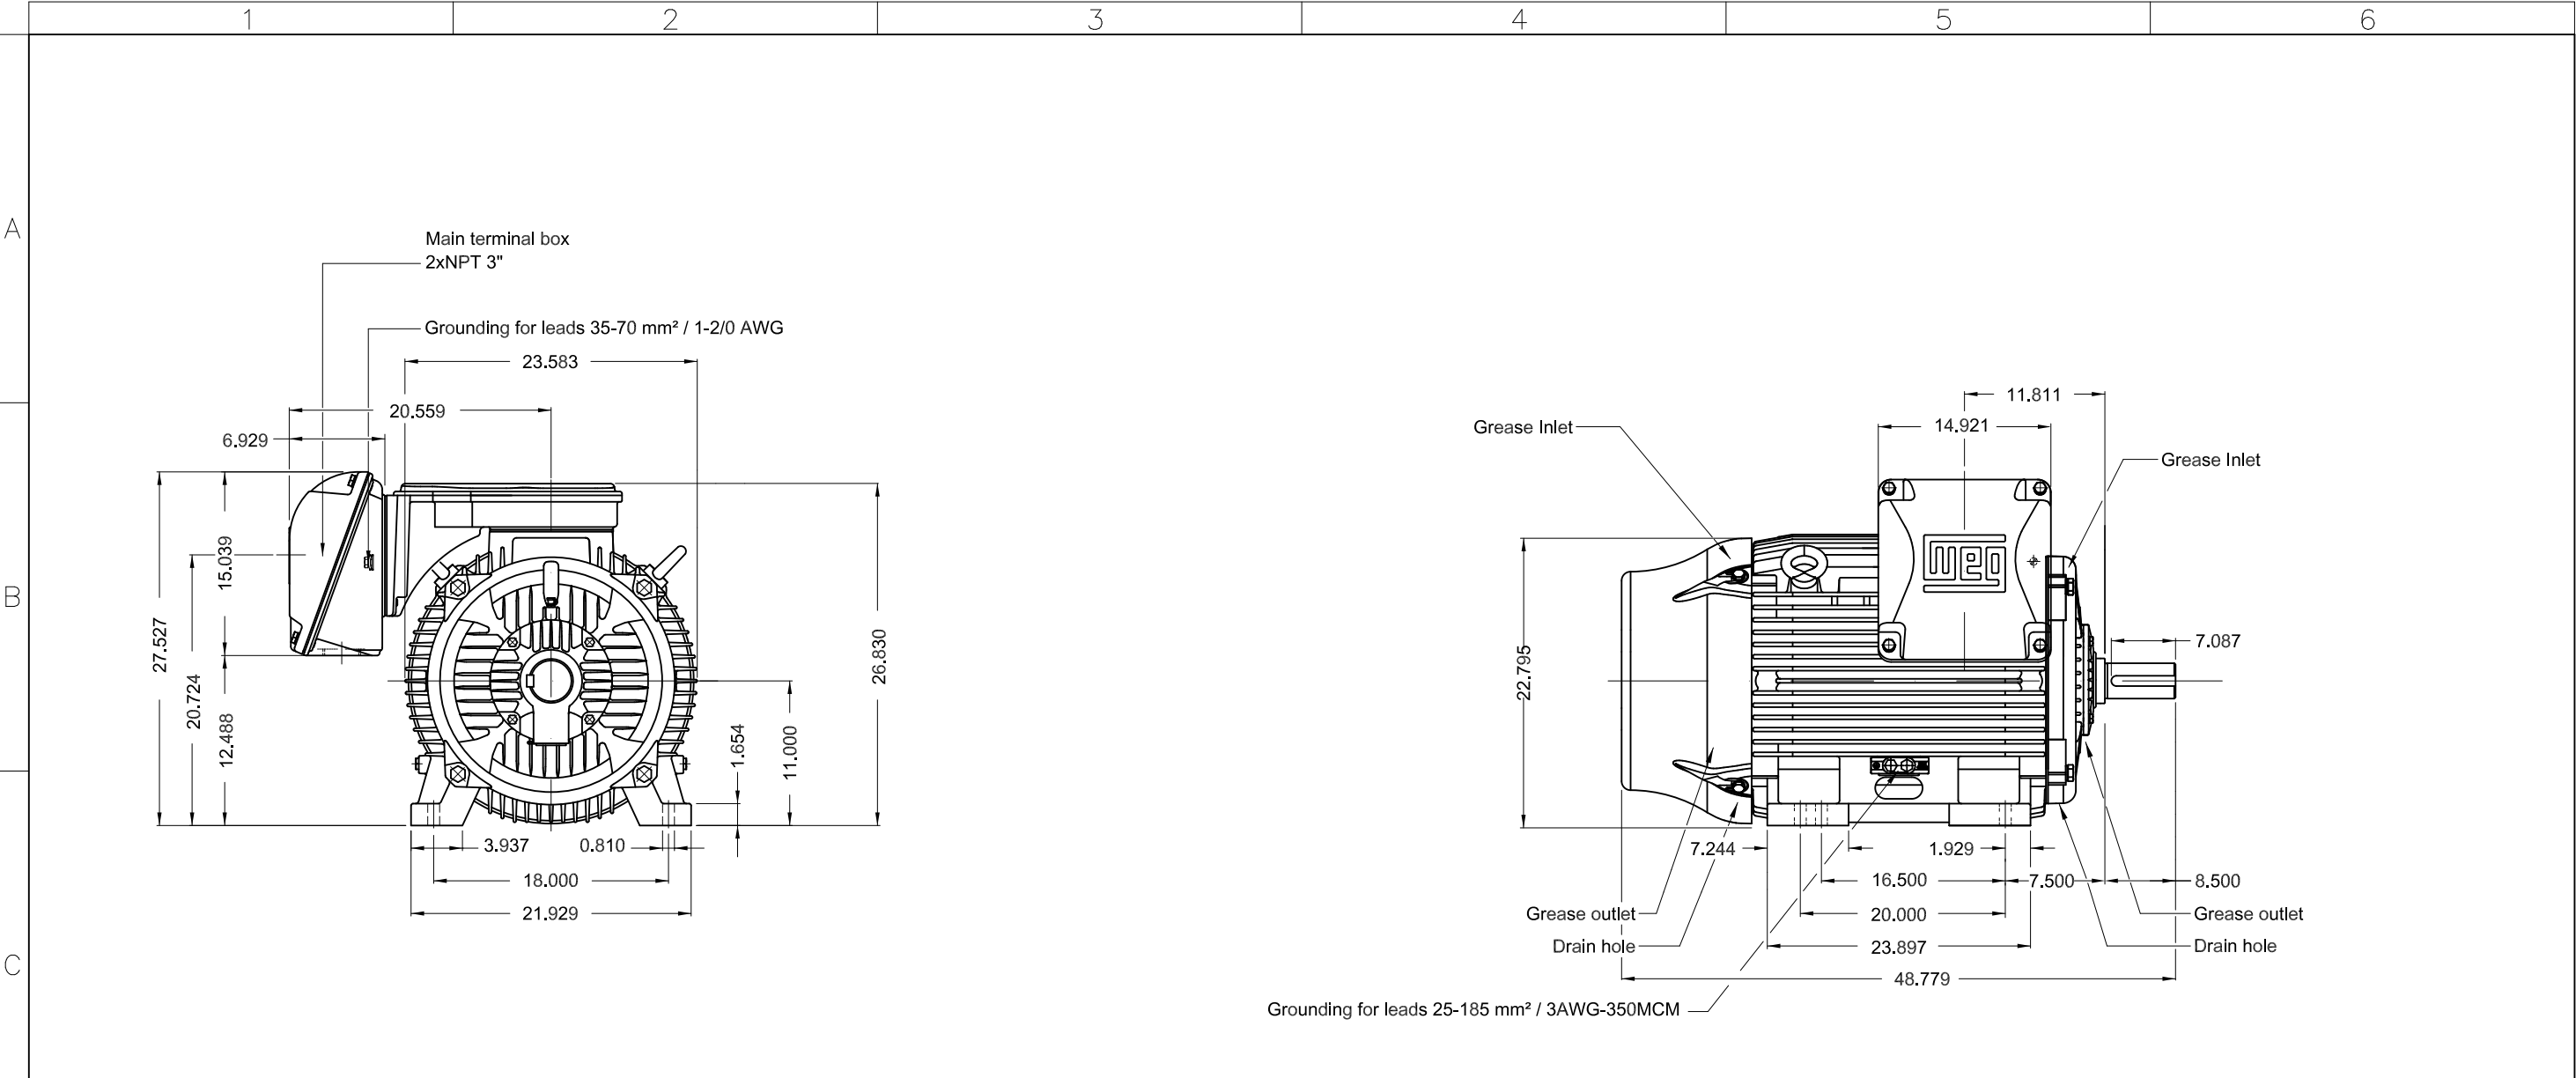 1
2
3
4
5
6
A
B
C
Main terminal box
2xNPT 3"
Grounding for leads 35-70 mm² / 1-2/0 AWG
23.583
20.559
6.929
27.527
20.724
15.039
12.488
26.830
11.000
1.654
3.937
0.810
18.000
21.929
11.811
14.921
Grease Inlet
Grease Inlet
WEG
22.795
7.087
7.244
1.929
16.500
7.500
8.500
20.000
23.897
48.779
Grease outlet
Drain hole
Grease outlet
Drain hole
Grounding for leads 25-185 mm² / 3AWG-350MCM